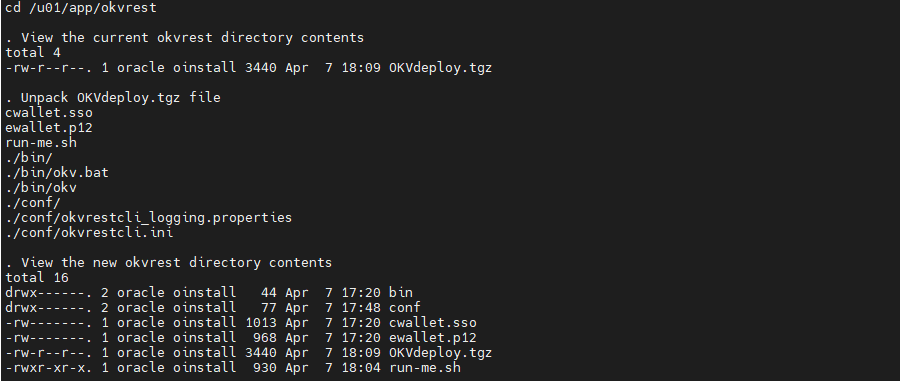 cd /u01/app/okvrest
. View the current okvrest directory contents
total 4
-rw-r--r--. 1 oracle oinstall 3440 Apr  7 18:09 OKVdeploy.tgz
. Unpack OKVdeploy.tgz file
cwallet.sso
ewallet.p12
run-me.sh
./bin/
./bin/okv.bat
./bin/okv
./conf/
./conf/okvrestcli_logging.properties
./conf/okvrestcli.ini
. View the new okvrest directory contents
total 16
drwx------. 2 oracle oinstall   44 Apr  7 17:20 bin
drwx------. 2 oracle oinstall   77 Apr  7 17:48 conf
-rw-------. 1 oracle oinstall 1013 Apr  7 17:20 cwallet.sso
-rw-------. 1 oracle oinstall  968 Apr  7 17:20 ewallet.p12
-rw-r--r--. 1 oracle oinstall 3440 Apr  7 18:09 OKVdeploy.tgz
-rwxr-xr-x. 1 oracle oinstall  930 Apr  7 18:04 run-me.sh